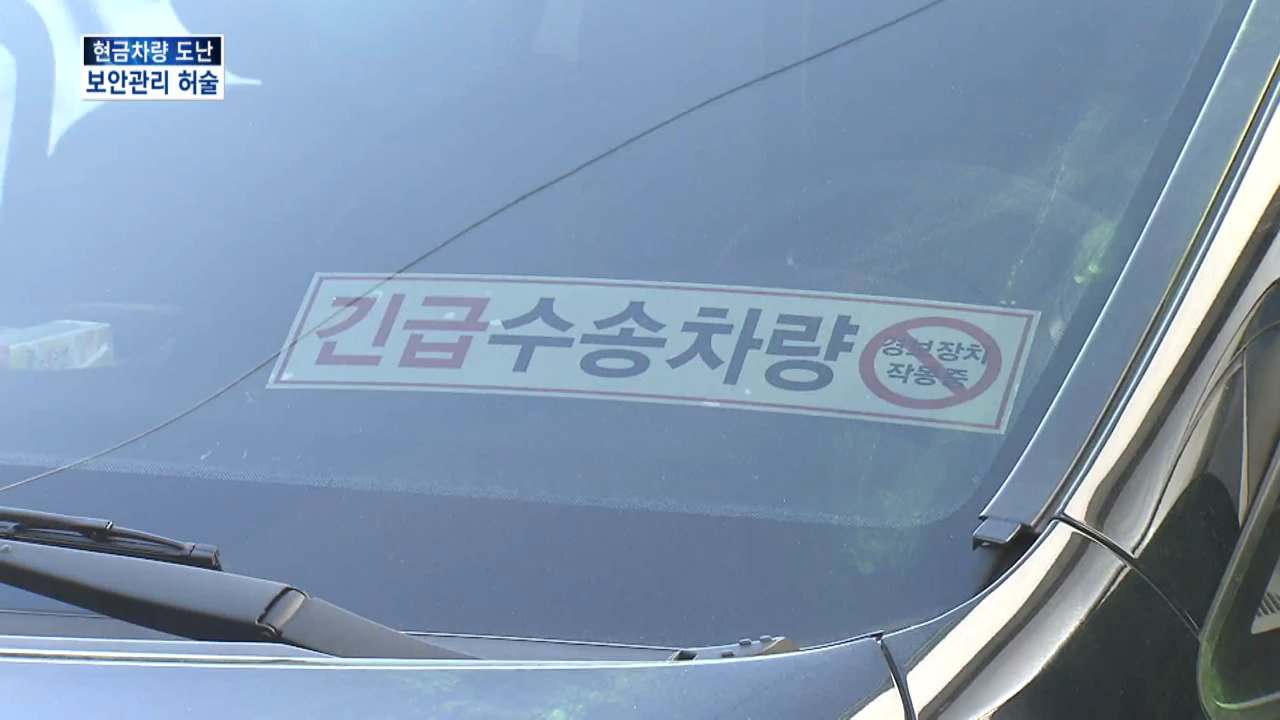 현금차량 도난
보안관리 허술
긴급수송차량
경보장치
작동중